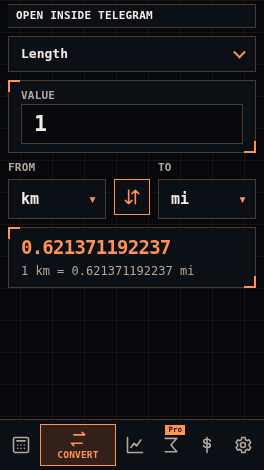 OPEN INSIDE TELEGRAM
Length
VALUE
1
FROM TO
km mi
0.621371192237
1 km = 0.621371192237 mi
Pro
CONVERT